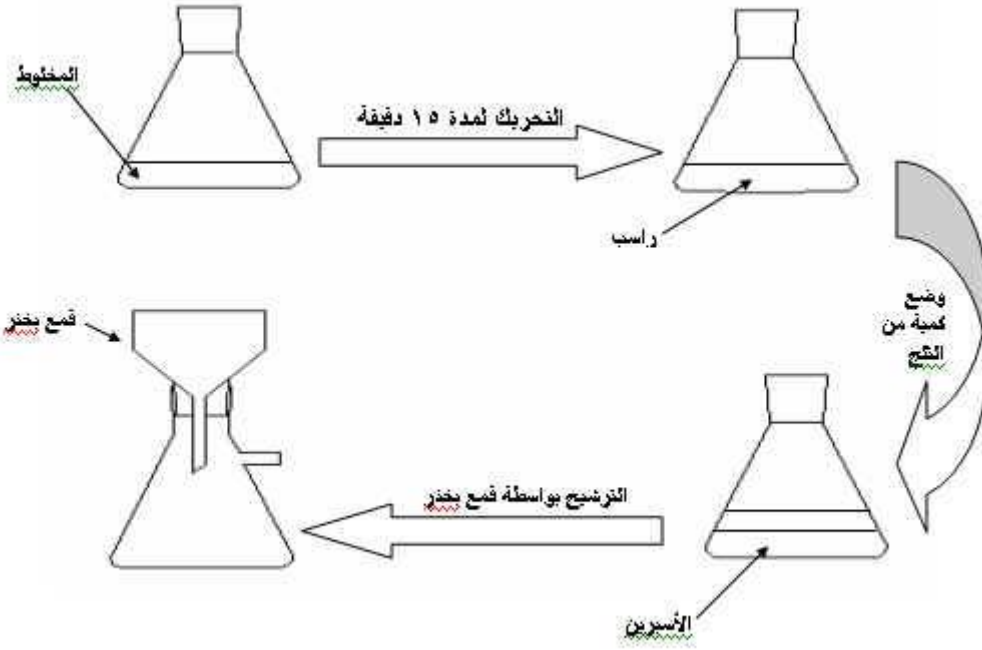 المخلوط
التحريك لمدة ١٥ دقيقة
راسب
وضع
كمية من
الثلج
الأسبرين
الترشيح بواسطة قمع بخنر
قمع بخنر